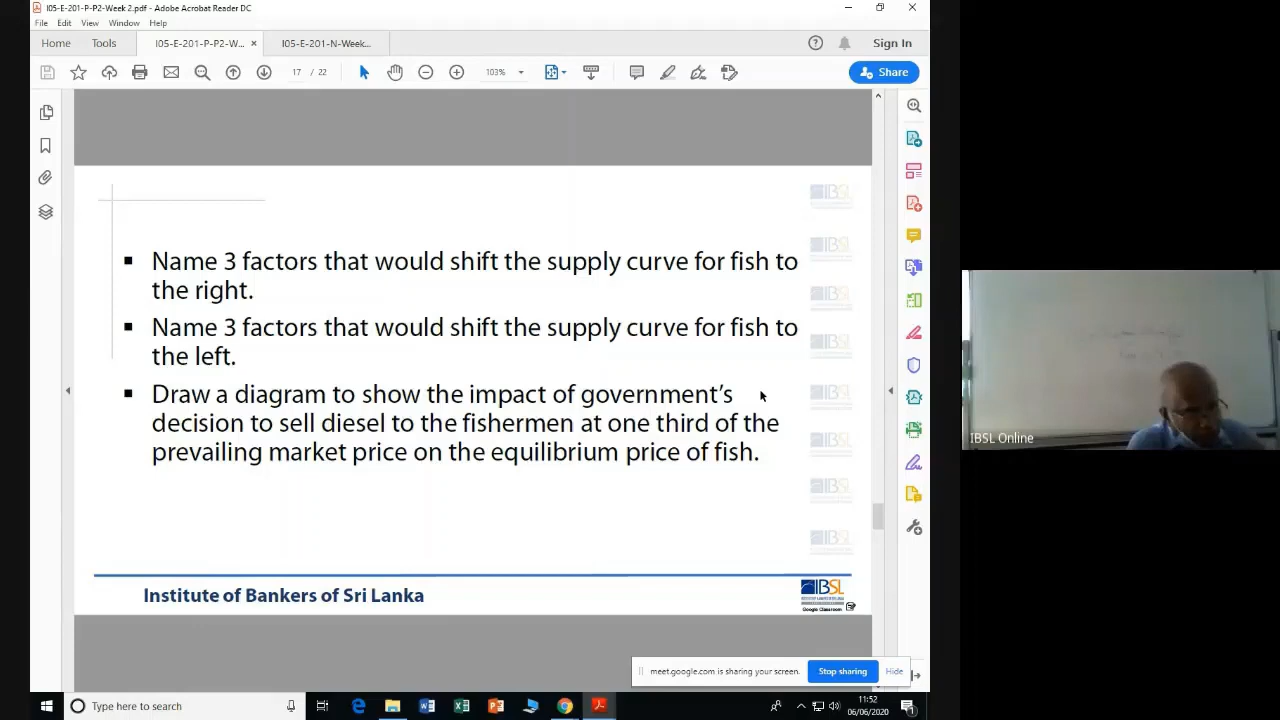 I05-E-201-P-P2-Week 2.pdf - Adobe Acrobat Reader DC
File Edit View Window Help
Home Tools I05-E-201-P-P2-W... × I05-E-201-N-Week... Sign In
17 / 22 103% Share
Name 3 factors that would shift the supply curve for fish to
the right.
Name 3 factors that would shift the supply curve for fish to
the left.
Draw a diagram to show the impact of government's
decision to sell diesel to the fishermen at one third of the
prevailing market price on the equilibrium price of fish.
IBSL Online
Institute of Bankers of Sri Lanka
IBSL
Google Classroom
meet.google.com is sharing your screen. Stop sharing Hide
Type here to search
11:52
06/06/2020